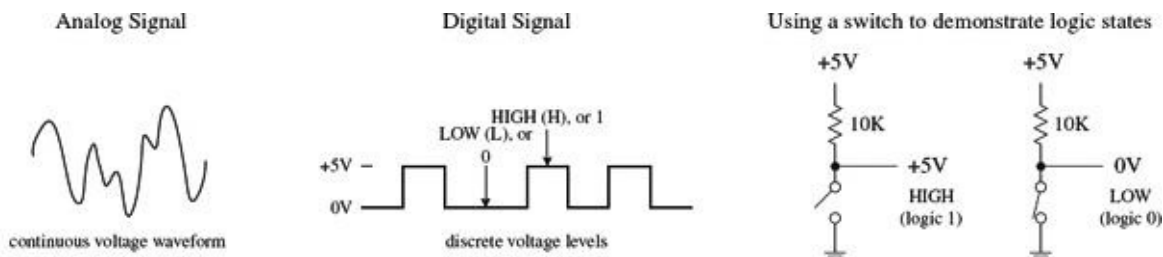 Analog Signal
continuous voltage waveform
Digital Signal
HIGH (H), or 1
LOW (L), or
0
+5V
0V
discrete voltage levels
Using a switch to demonstrate logic states
+5V
10K
+5V
HIGH
(logic 1)
+5V
10K
0V
LOW
(logic 0)